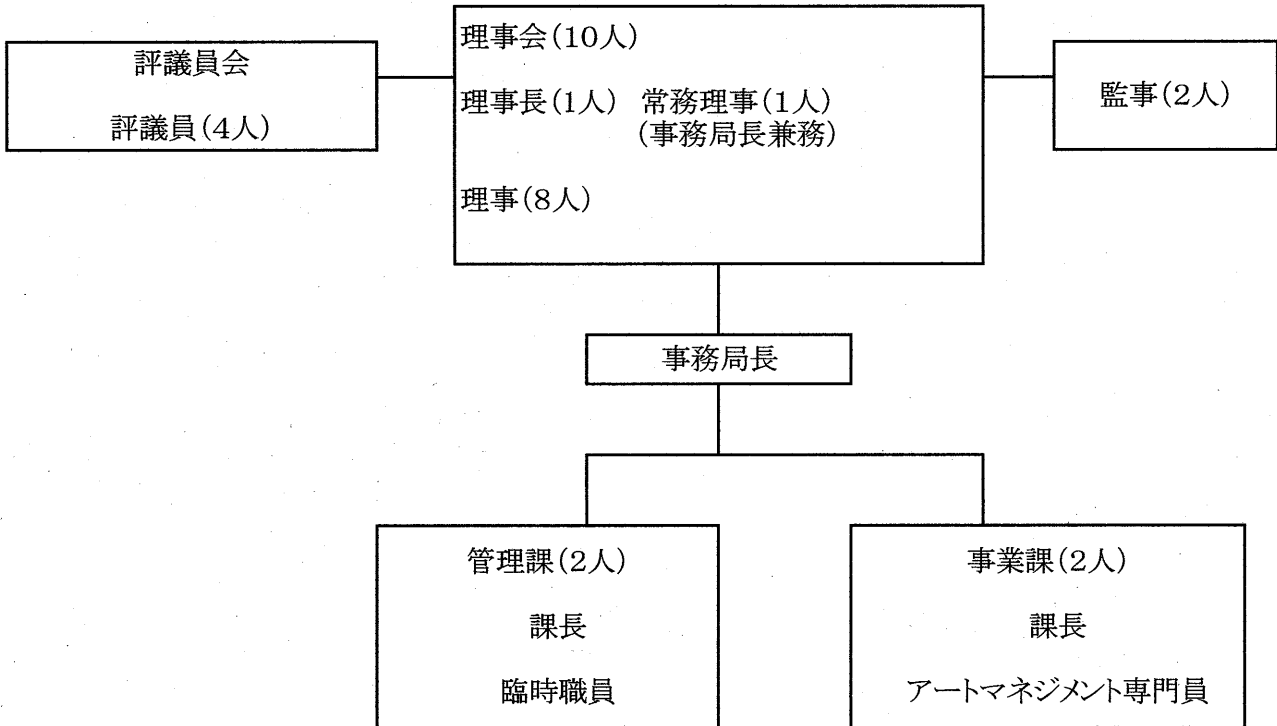 評議員会
評議員(4人)
理事会(10人)
理事長(1人) 常務理事(1人)
(事務局長兼務)
理事(8人)
監事(2人)
事務局長
管理課(2人)
課長
臨時職員
事業課(2人)
課長
アートマネジメント専門員